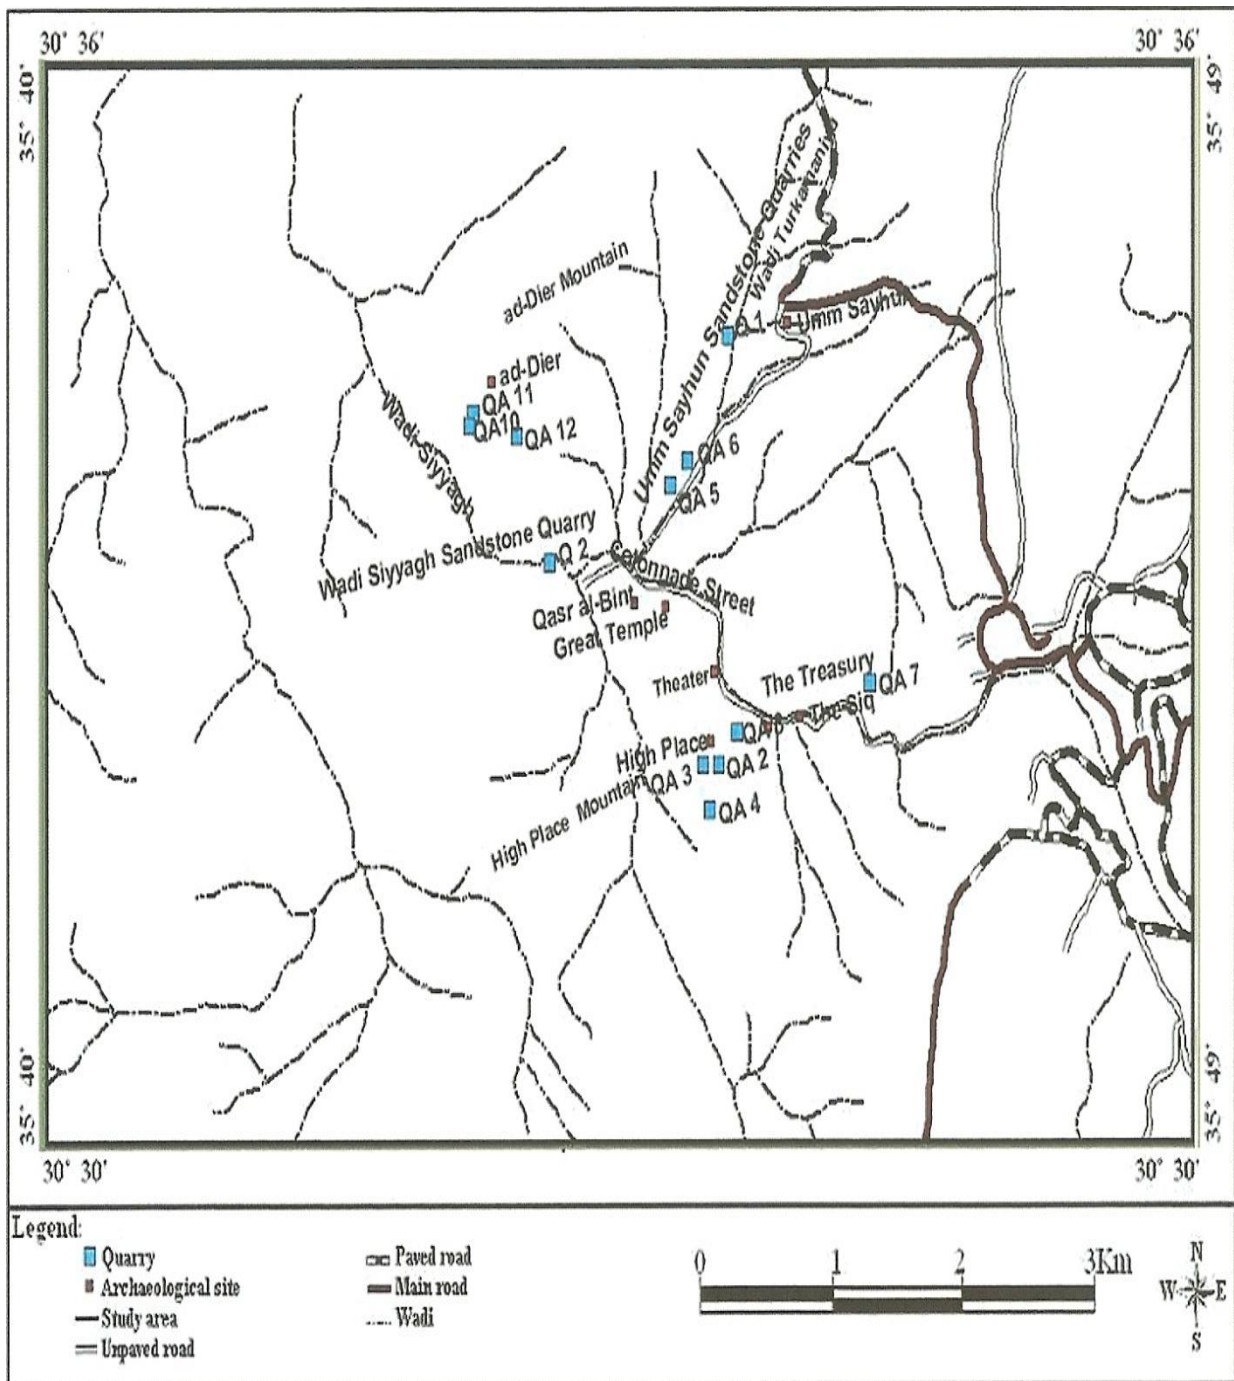 30° 36'
30° 36'
35° 40'
35° 49'
Umm Sayhun Sandstone Quarries
Wadi Turkamaniya
ad-Dier Mountain
Q 1
Umm Sayhun
ad-Dier
QA 11
QA10
QA 12
Wadi-Siyyagh
QA 6
QA 5
Wadi Siyyagh Sandstone Quarry
Q 2
Colonnade Street
Qasr al-Bint
Great Temple
Theater
The Treasury
QA 7
The Siq
High Place
QA 2
QA 3
QA 4
High Place Mountain
35° 40'
35° 49'
30° 30'
30° 30'
Legend:
Quarry
Archaeological site
Study area
Unpaved road
Paved road
Main road
Wadi
0 1 2 3Km
N
W E
S